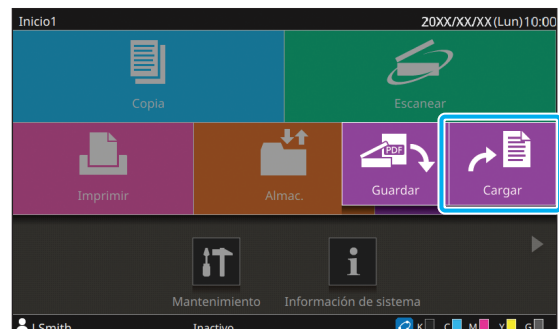 Inicio1
20XX/XX/XX(Lun)10:00
Copia
Escanear
Imprimir
Almac.
PDF
Guardar
Cargar
Mantenimiento
Información de sistema
J.Smith
Inactivo
K C M Y G